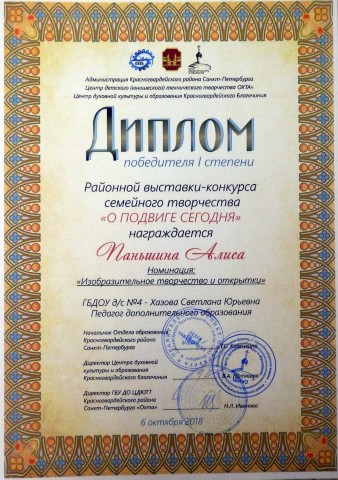 Администрация Красногвардейского района Санкт-Петербурга
Центр детского (юношеского) технического творчества ОХТА»
Центр духовной культуры и образования Красногвардейского Благочиния
ДИПЛОМ
победителя I степени
Районной выставки-конкурса
семейного творчества
«О ПОДВИГЕ СЕГОДНЯ»
награждается
Паньшина Алиса
Номинация:
«Изобразительное творчество и открытки»
ГБДОУ д/с №4 - Хазова Светлана Юрьевна
Педагог дополнительного образования
Начальник Отдела образования
Красногвардейского района
Санкт-Петербурга
Директор Центра духовной
культуры и образования
Красногвардейского благочиния
Директор ГБУ ДО ЦДЮТТ
Красногвардейского района
Санкт-Петербурга «Охта»
Н.Л. Иванова
6 октября 2018